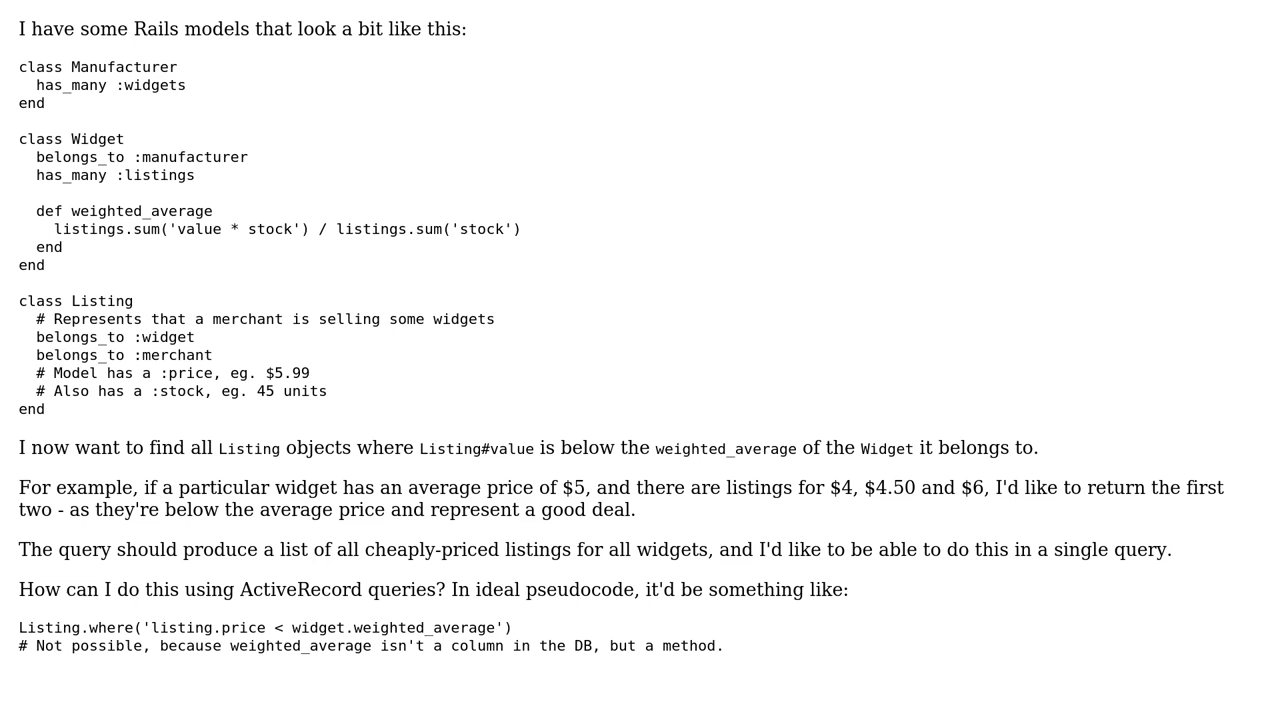 I have some Rails models that look a bit like this:
class Manufacturer
  has_many :widgets
end
class Widget
  belongs_to :manufacturer
  has_many :listings
  def weighted_average
    listings.sum('value * stock') / listings.sum('stock')
  end
end
class Listing
  # Represents that a merchant is selling some widgets
  belongs_to :widget
  belongs_to :merchant
  # Model has a :price, eg. $5.99
  # Also has a :stock, eg. 45 units
end
I now want to find all Listing objects where Listing#value is below the weighted_average of the Widget it belongs to.
For example, if a particular widget has an average price of $5, and there are listings for $4, $4.50 and $6, I'd like to return the first
two - as they're below the average price and represent a good deal.
The query should produce a list of all cheaply-priced listings for all widgets, and I'd like to be able to do this in a single query.
How can I do this using ActiveRecord queries? In ideal pseudocode, it'd be something like:
Listing.where('listing.price < widget.weighted_average')
# Not possible, because weighted_average isn't a column in the DB, but a method.